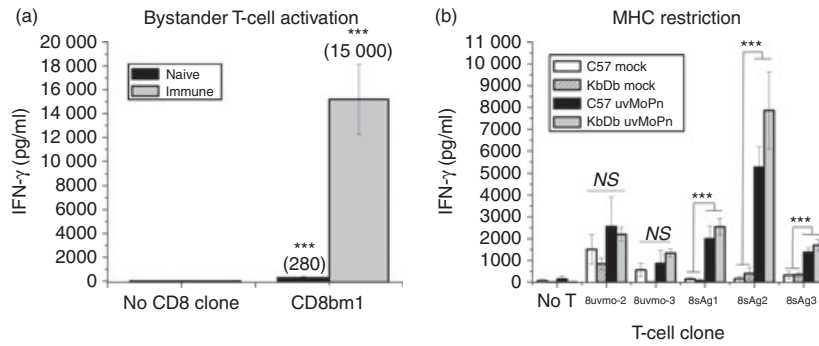 (a)
Bystander T-cell activation
20 000
18 000
16 000
14 000
12 000
10 000
8000
6000
4000
2000
0
IFN-γ (pg/ml)
Naive
Immune
***
(15 000)
***
(280)
No CD8 clone
CD8bm1
(b)
MHC restriction
11 000
10 000
9000
8000
7000
6000
5000
4000
3000
2000
1000
0
IFN-γ (pg/ml)
C57 mock
KbDb mock
C57 uvMoPn
KbDb uvMoPn
NS
NS
***
***
***
No T
8uvmo-2
8uvmo-3
8sAg1
8sAg2
8sAg3
T-cell clone